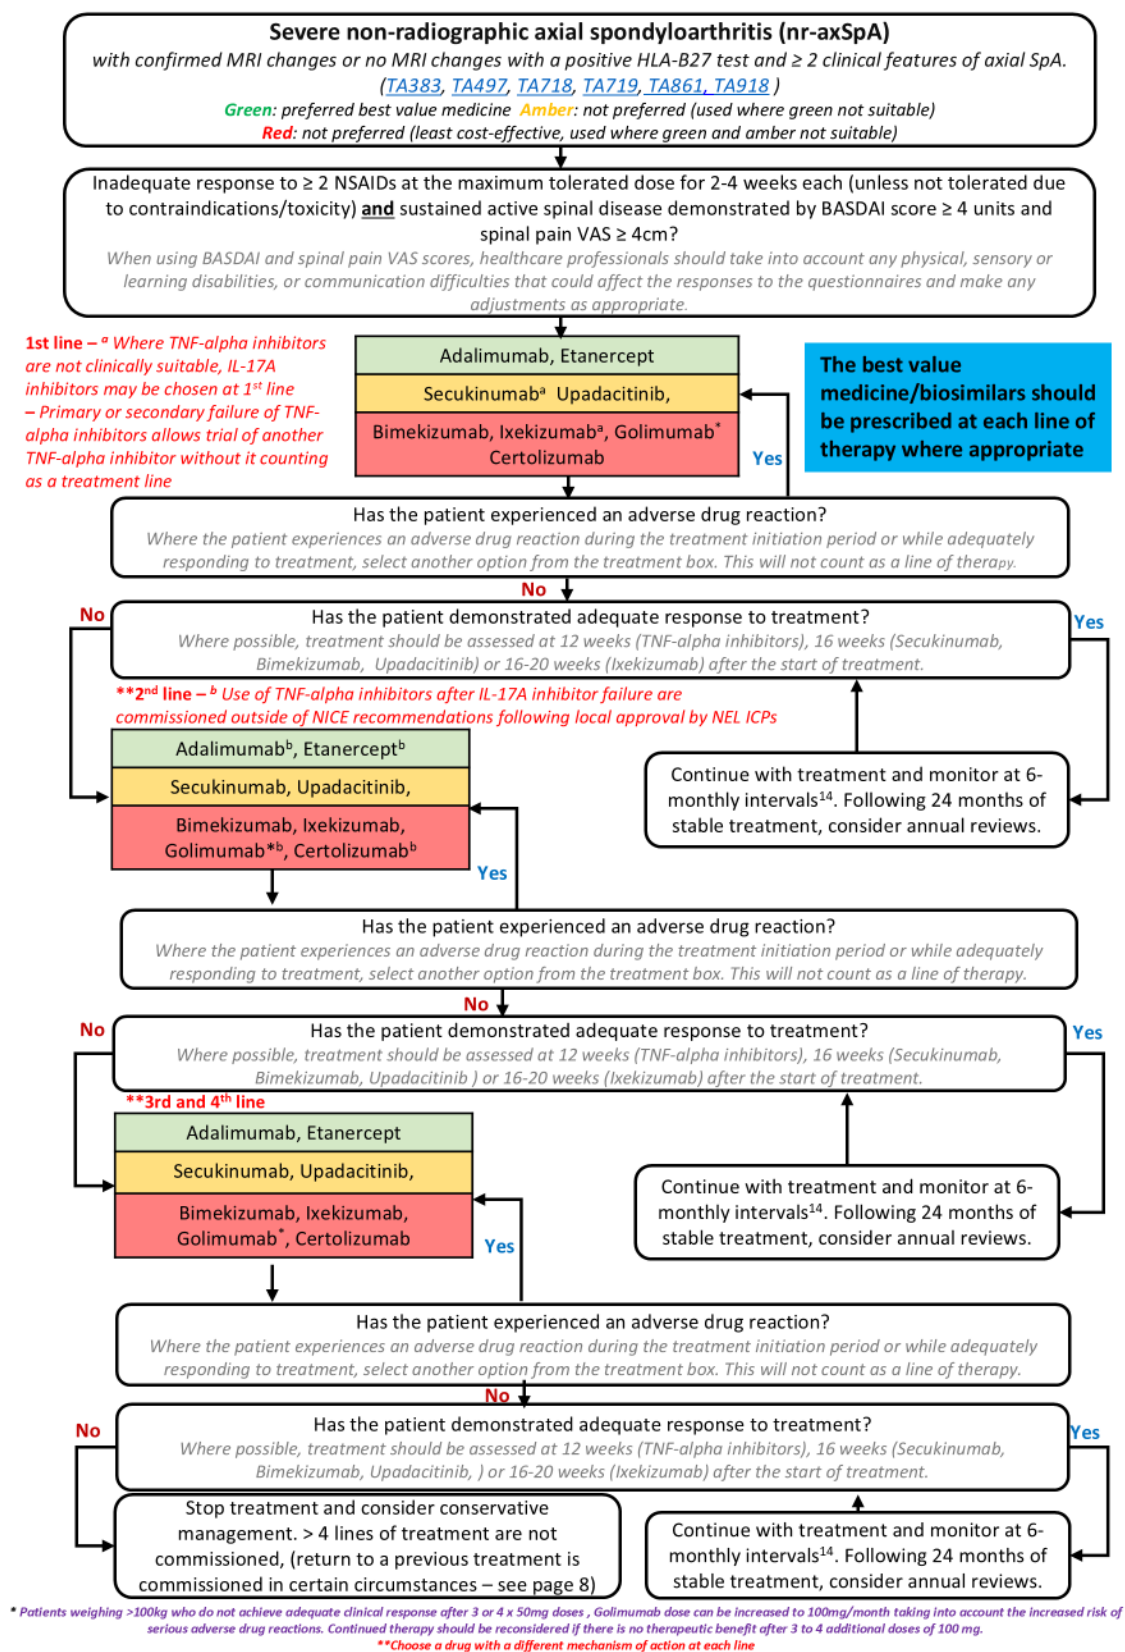 Severe non-radiographic axial spondyloarthritis (nr-axSpA)
with confirmed MRI changes or no MRI changes with a positive HLA-B27 test and ≥ 2 clinical features of axial SpA.
(TA383, TA497, TA718, TA719, TA861, TA918 )
Green: preferred best value medicine Amber: not preferred (used where green not suitable)
Red: not preferred (least cost-effective, used where green and amber not suitable)
Inadequate response to ≥ 2 NSAIDs at the maximum tolerated dose for 2-4 weeks each (unless not tolerated due
to contraindications/toxicity) and sustained active spinal disease demonstrated by BASDAI score ≥ 4 units and
spinal pain VAS ≥ 4cm?
When using BASDAI and spinal pain VAS scores, healthcare professionals should take into account any physical, sensory or
learning disabilities, or communication difficulties that could affect the responses to the questionnaires and make any
adjustments as appropriate.
1st line – ᵃ Where TNF-alpha inhibitors
are not clinically suitable, IL-17A
inhibitors may be chosen at 1ˢᵗ line
– Primary or secondary failure of TNF-
alpha inhibitors allows trial of another
TNF-alpha inhibitor without it counting
as a treatment line
Adalimumab, Etanercept
Secukinumabᵃ Upadacitinib,
Bimekizumab, Ixekizumabᵃ, Golimumab*
Certolizumab
The best value
medicine/biosimilars should
be prescribed at each line of
therapy where appropriate
Yes
Has the patient experienced an adverse drug reaction?
Where the patient experiences an adverse drug reaction during the treatment initiation period or while adequately
responding to treatment, select another option from the treatment box. This will not count as a line of therapy.
No
No
Has the patient demonstrated adequate response to treatment?
Where possible, treatment should be assessed at 12 weeks (TNF-alpha inhibitors), 16 weeks (Secukinumab,
Bimekizumab, Upadacitinib) or 16-20 weeks (Ixekizumab) after the start of treatment.
Yes
**2ⁿᵈ line – ᵇ Use of TNF-alpha inhibitors after IL-17A inhibitor failure are
commissioned outside of NICE recommendations following local approval by NEL ICPs
Adalimumabᵇ, Etanerceptᵇ
Secukinumab, Upadacitinib,
Bimekizumab, Ixekizumab,
Golimumab*ᵇ, Certolizumabᵇ
Yes
Continue with treatment and monitor at 6-
monthly intervals¹⁴. Following 24 months of
stable treatment, consider annual reviews.
Has the patient experienced an adverse drug reaction?
Where the patient experiences an adverse drug reaction during the treatment initiation period or while adequately
responding to treatment, select another option from the treatment box. This will not count as a line of therapy.
No
No
Has the patient demonstrated adequate response to treatment?
Where possible, treatment should be assessed at 12 weeks (TNF-alpha inhibitors), 16 weeks (Secukinumab,
Bimekizumab, Upadacitinib ) or 16-20 weeks (Ixekizumab) after the start of treatment.
Yes
**3rd and 4ᵗʰ line
Adalimumab, Etanercept
Secukinumab, Upadacitinib,
Bimekizumab, Ixekizumab,
Golimumab*, Certolizumab
Yes
Continue with treatment and monitor at 6-
monthly intervals¹⁴. Following 24 months of
stable treatment, consider annual reviews.
Has the patient experienced an adverse drug reaction?
Where the patient experiences an adverse drug reaction during the treatment initiation period or while adequately
responding to treatment, select another option from the treatment box. This will not count as a line of therapy.
No
No
Has the patient demonstrated adequate response to treatment?
Where possible, treatment should be assessed at 12 weeks (TNF-alpha inhibitors), 16 weeks (Secukinumab,
Bimekizumab, Upadacitinib, ) or 16-20 weeks (Ixekizumab) after the start of treatment.
Yes
Stop treatment and consider conservative
management. > 4 lines of treatment are not
commissioned, (return to a previous treatment is
commissioned in certain circumstances – see page 8)
Continue with treatment and monitor at 6-
monthly intervals¹⁴. Following 24 months of
stable treatment, consider annual reviews.
* Patients weighing >100kg who do not achieve adequate clinical response after 3 or 4 x 50mg doses , Golimumab dose can be increased to 100mg/month taking into account the increased risk of
serious adverse drug reactions. Continued therapy should be reconsidered if there is no therapeutic benefit after 3 to 4 additional doses of 100 mg.
**Choose a drug with a different mechanism of action at each line